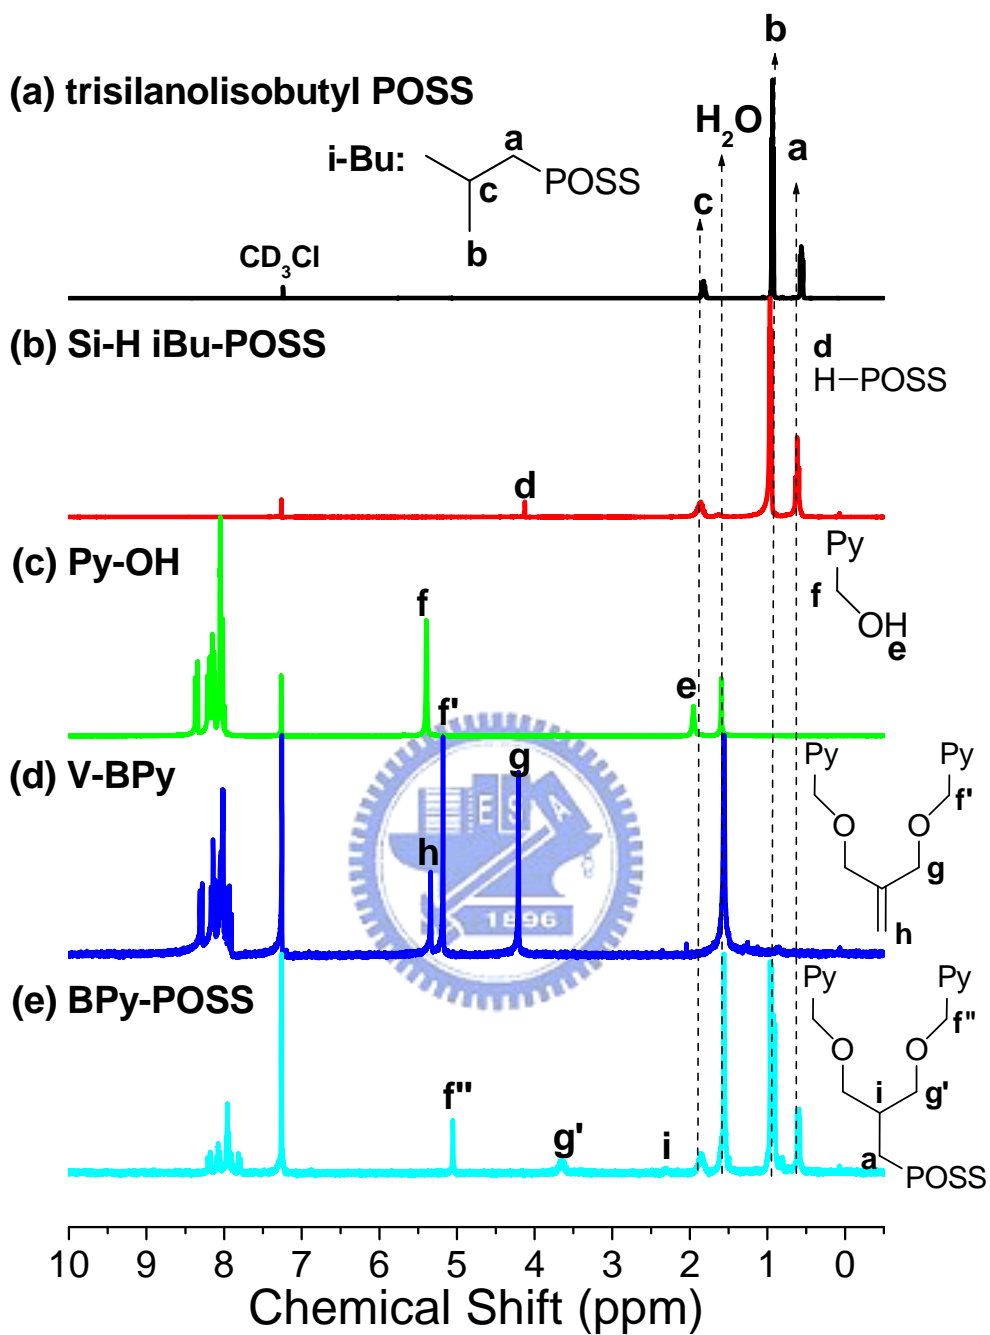 b
(a) trisilanolisobutyl POSS
H2O
a
i-Bu:
a
POSS
c
c
b
CD3Cl
(b) Si-H iBu-POSS
d
H-POSS
d
(c) Py-OH
Py
f
f
OH
e
e
f'
(d) V-BPy
g
Py Py
f'
O O
E S A
h
g
1896
h
(e) BPy-POSS
Py Py
f"
O O
f"
g'
i
i
g'
a
POSS
10 9 8 7 6 5 4 3 2 1 0
Chemical Shift (ppm)